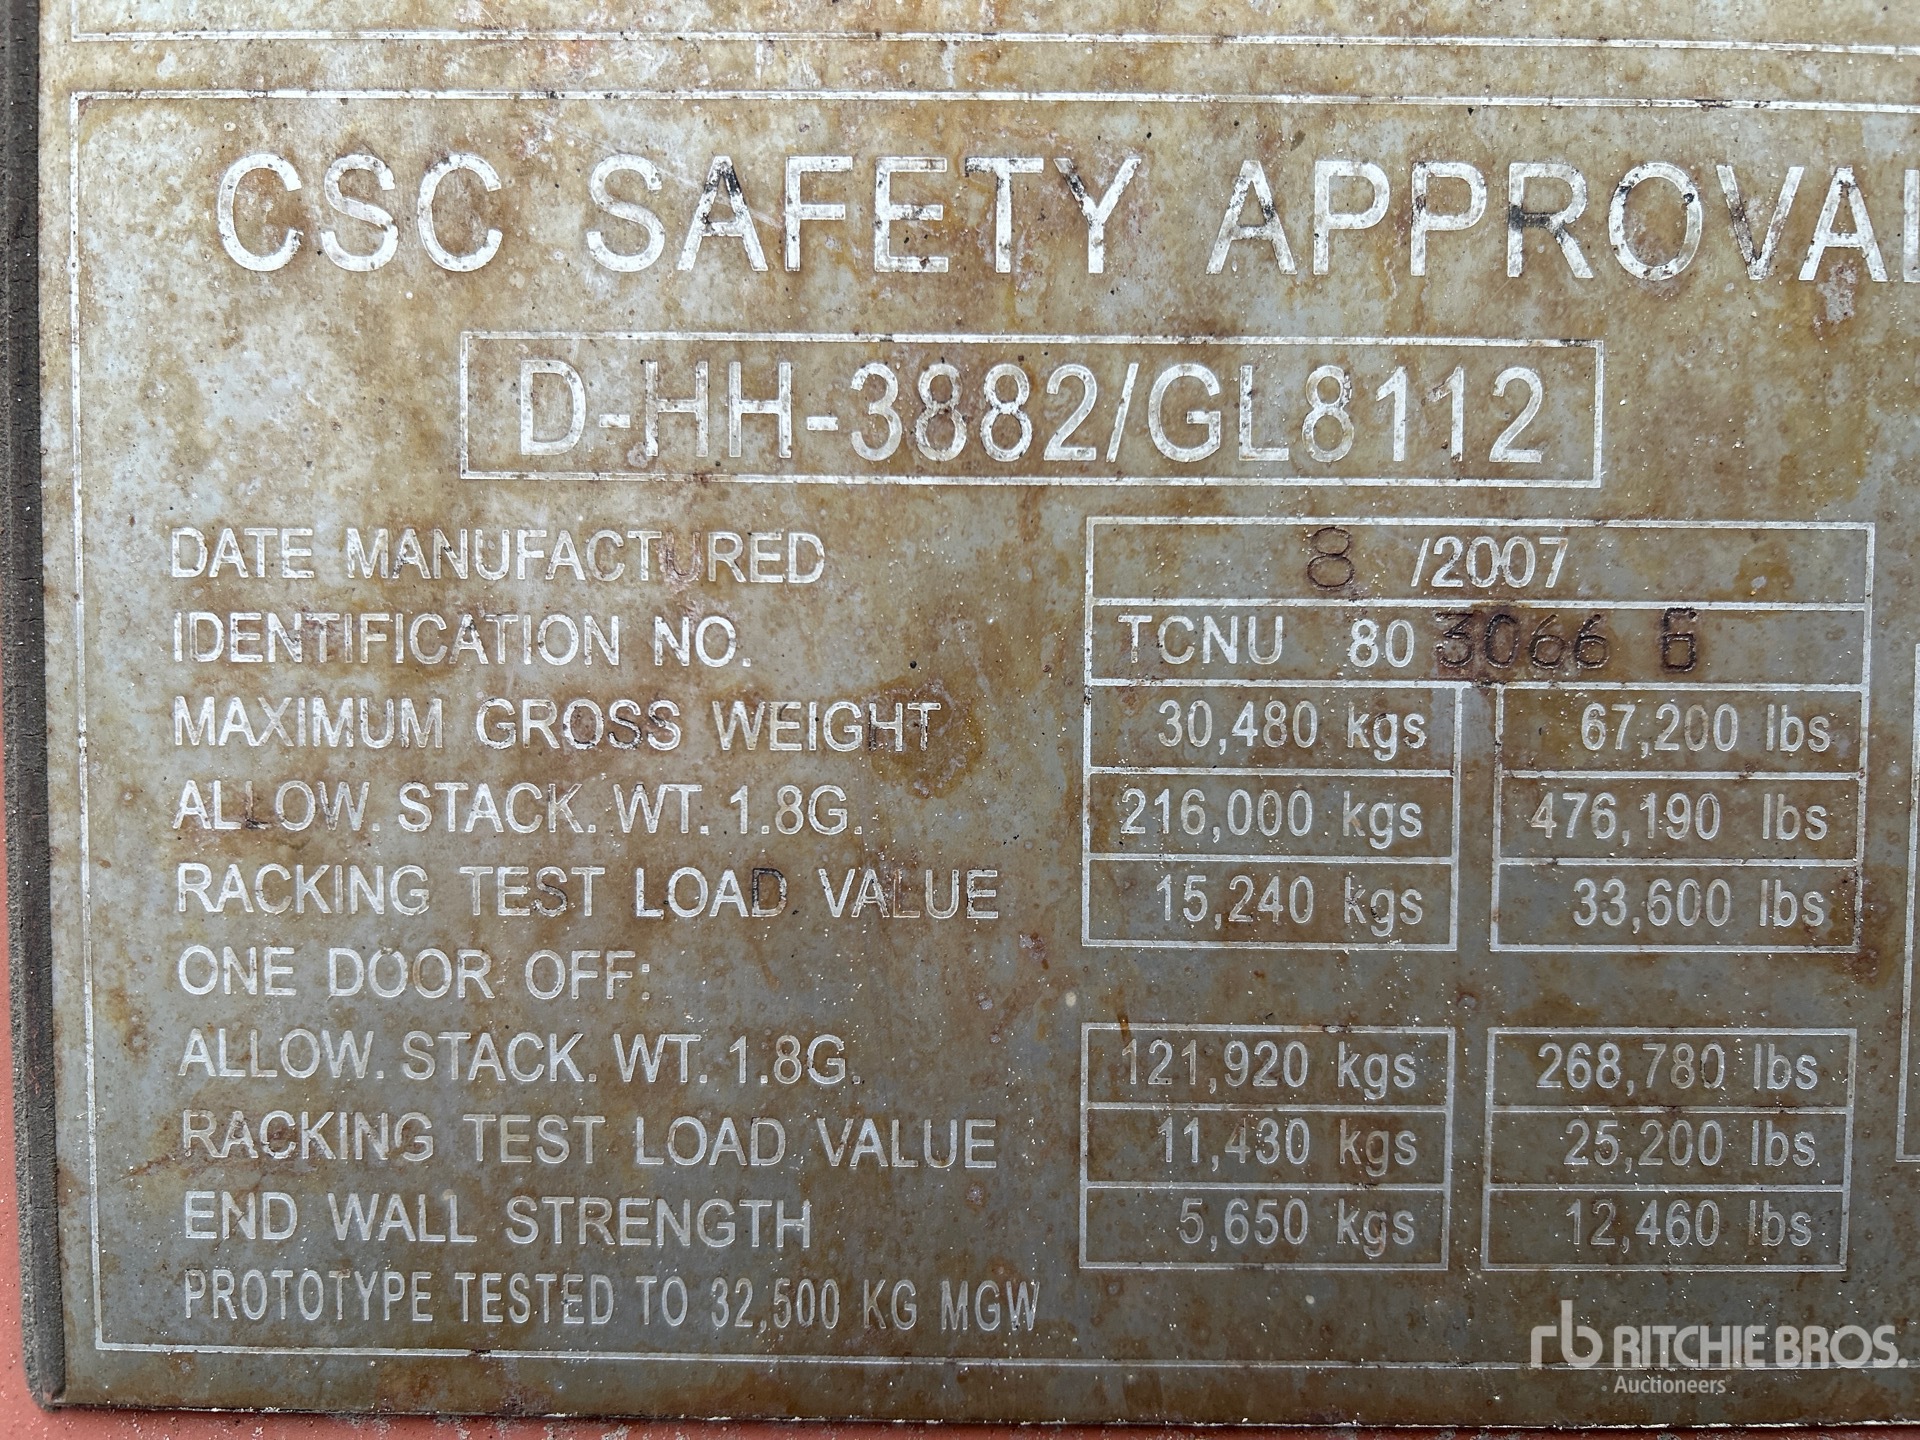 CSC SAFETY APPROVAL
D-HH-3882/GL8112
DATE MANUFACTURED 8 /2007
IDENTIFICATION NO. TCNU 803066 6
MAXIMUM GROSS WEIGHT 30,480 kgs 67,200 lbs
ALLOW. STACK. WT. 1.8G. 216,000 kgs 476,190 lbs
RACKING TEST LOAD VALUE 15,240 kgs 33,600 lbs
ONE DOOR OFF:
ALLOW. STACK. WT. 1.8G. 121,920 kgs 268,780 lbs
RACKING TEST LOAD VALUE 11,430 kgs 25,200 lbs
END WALL STRENGTH 5,650 kgs 12,460 lbs
PROTOTYPE TESTED TO 32,500 KG MGW
rb RITCHIE BROS.
Auctioneers